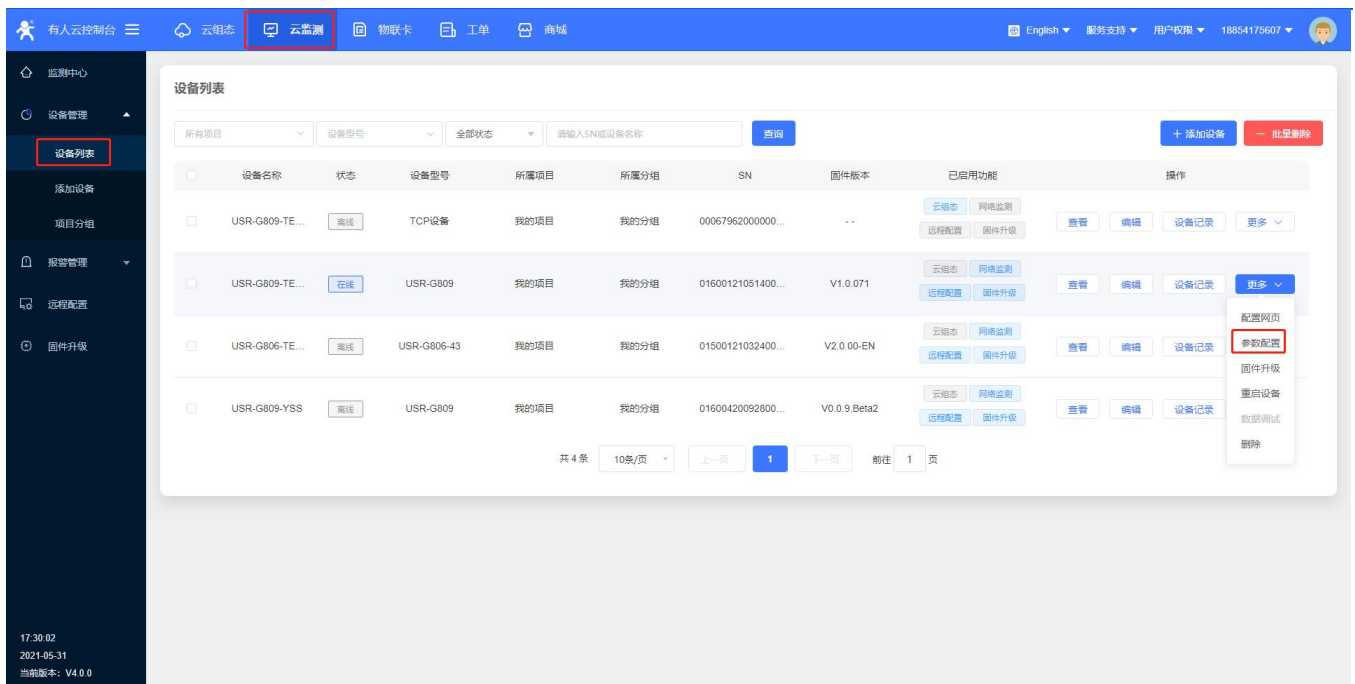 有人云控制台 云组态 云监测 物联卡 工单 商城 English 服务支持 用户权限 18854175607
监测中心
设备管理
设备列表
添加设备
项目分组
报警管理
远程配置
固件升级
17:30:02
2021-05-31
当前版本：V4.0.0
设备列表
所有项目 设备型号 全部状态 请输入SN或设备名称 查询 + 添加设备 — 批量删除
设备名称 状态 设备型号 所属项目 所属分组 SN 固件版本 已启用功能 操作
USR-G809-TE... 离线 TCP设备 我的项目 我的分组 00067962000000... - - 云组态 网络监测 远程配置 固件升级 查看 编辑 设备记录 更多
USR-G809-TE... 在线 USR-G809 我的项目 我的分组 01600121051400... V1.0.071 云组态 网络监测 远程配置 固件升级 查看 编辑 设备记录 更多
USR-G806-TE... 离线 USR-G806-43 我的项目 我的分组 01500121032400... V2.0.00-EN 云组态 网络监测 远程配置 固件升级 查看 编辑 设备记录
USR-G809-YSS 离线 USR-G809 我的项目 我的分组 01600420092800... V0.0.9.Beta2 云组态 网络监测 远程配置 固件升级 查看 编辑 设备记录
配置网页
参数配置
固件升级
重启设备
数据调试
删除
共 4 条 10条/页 上一页 1 下一页 前往 1 页